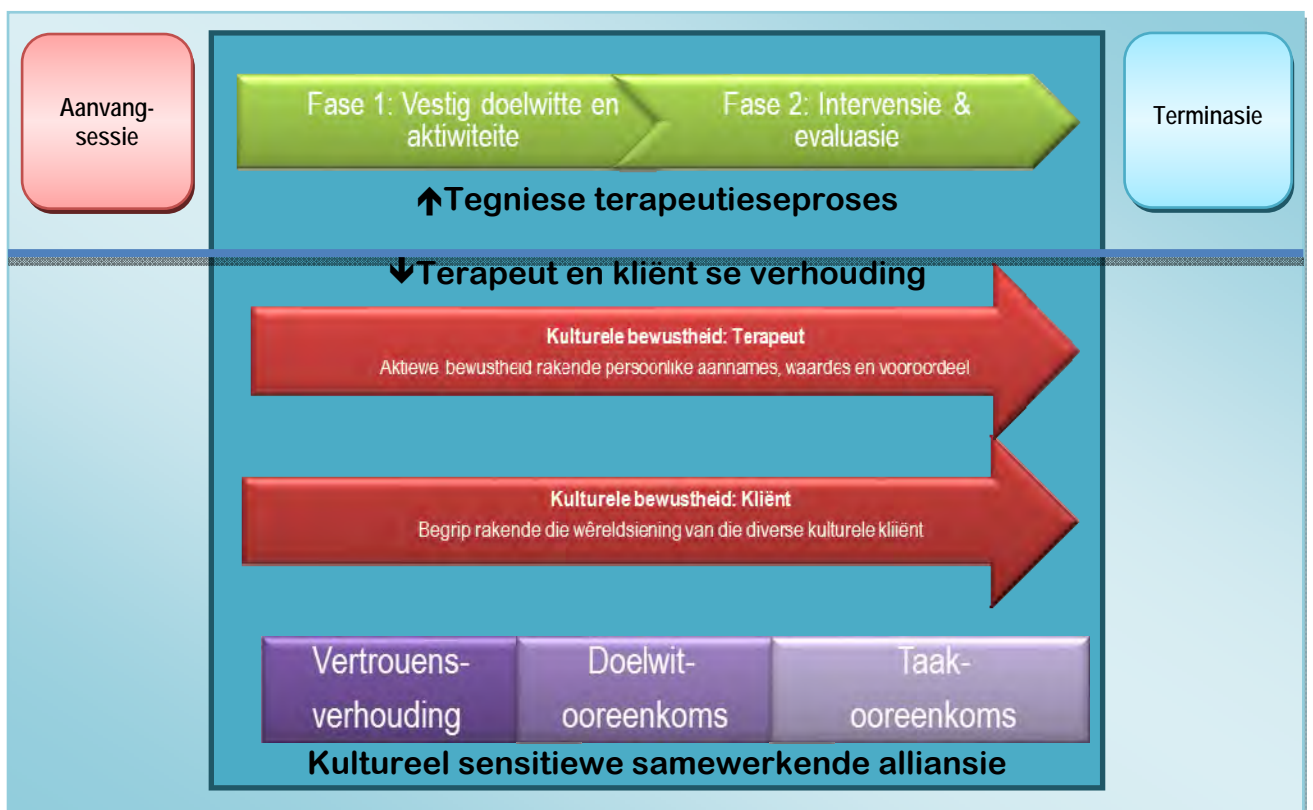 Aanvang-
sessie
Fase 1: Vestig doelwitte en
aktiwiteite
Fase 2: Intervensie &
evaluasie
Terminasie
↑Tegniese terapeutieseproses
↓Terapeut en kliënt se verhouding
Kulturele bewustheid: Terapeut
Aktiewe bewustheid rakende persoonlike aannames, waardes en vooroordeel
Kulturele bewustheid: Kliënt
Begrip rakende die wêreldsiening van die diverse kulturele kliiënt
Vertrouens-
verhouding
Doelwit-
ooreenkoms
Taak-
ooreenkoms
Kultureel sensitiewe samewerkende alliansie